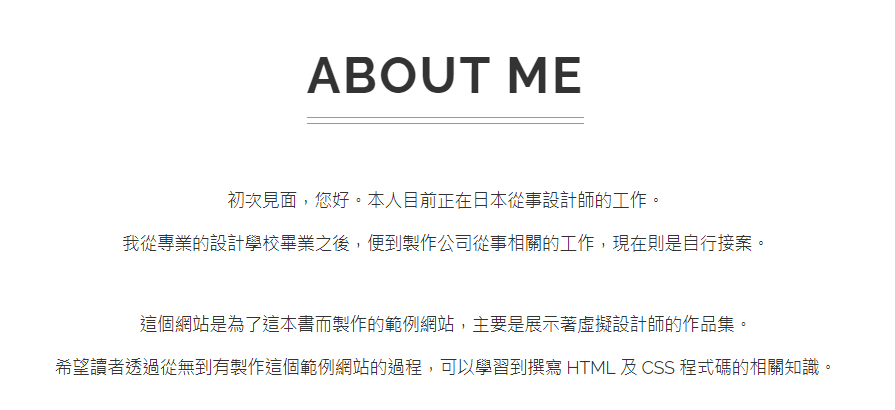 ABOUT ME
初次見面，您好。本人目前正在日本從事設計師的工作。
我從專業的設計學校畢業之後，便到製作公司從事相關的工作，現在則是自行接案。
這個網站是為了這本書而製作的範例網站，主要是展示著虛擬設計師的作品集。
希望讀者透過從無到有製作這個範例網站的過程，可以學習到撰寫 HTML 及 CSS 程式碼的相關知識。